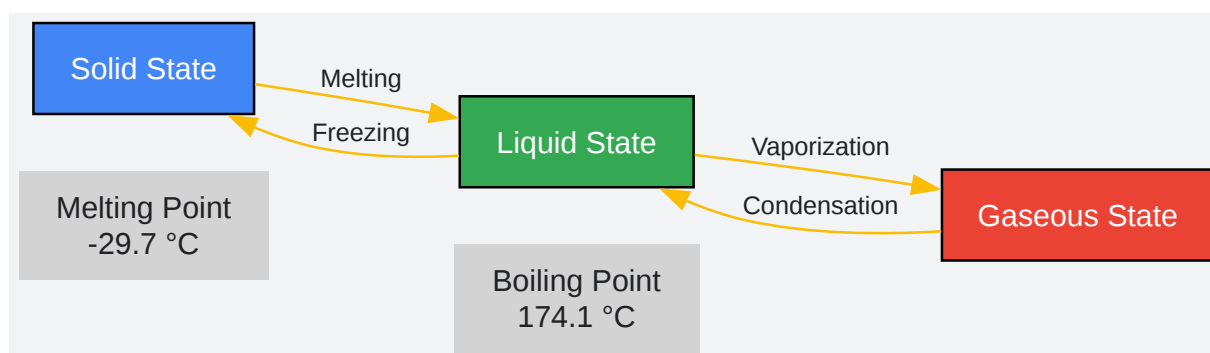 Solid State
Melting
Freezing
Liquid State
Vaporization
Condensation
Gaseous State
Melting Point
-29.7 °C
Boiling Point
174.1 °C